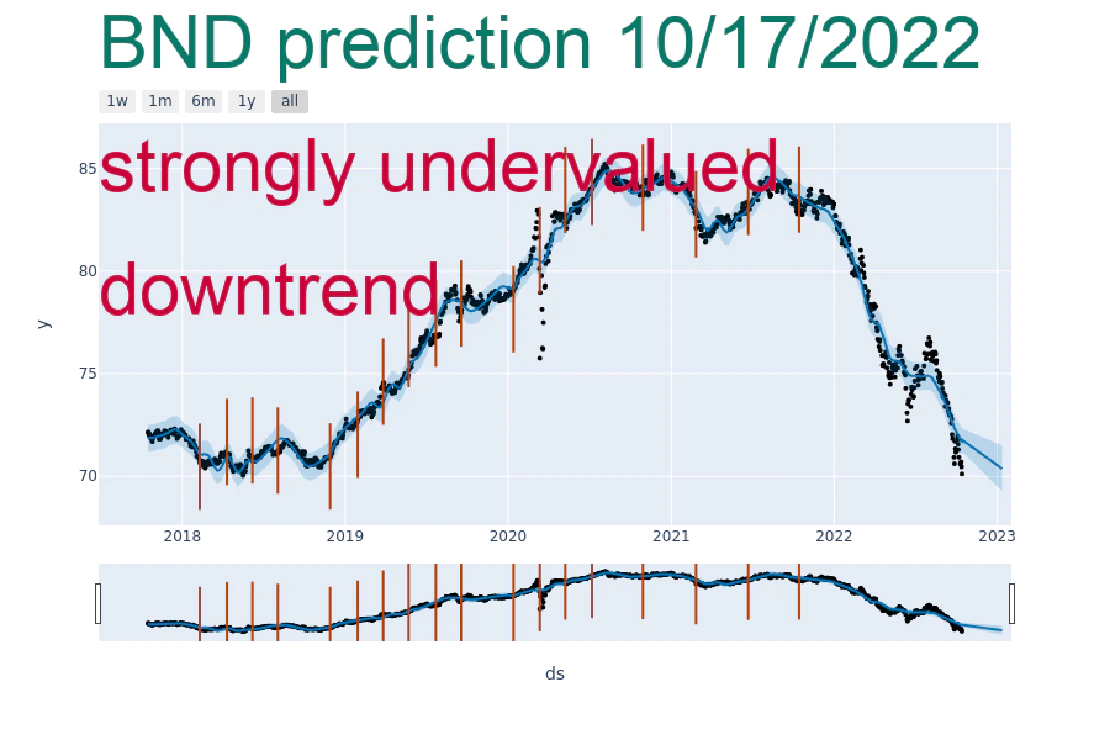 BND prediction 10/17/2022
1w 1m 6m 1y all
strongly undervalued
downtrend
85
80
75
70
y
2018 2019 2020 2021 2022 2023
ds